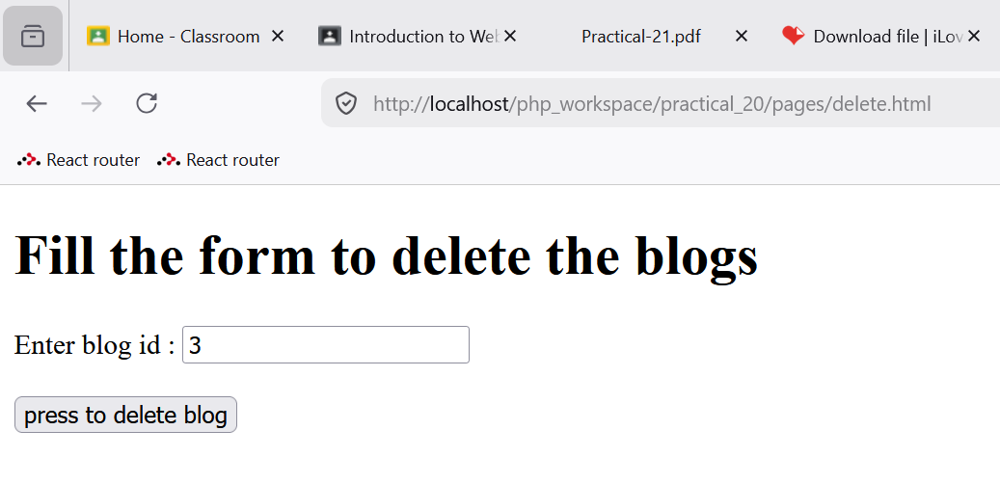 Home - Classroom Introduction to Web Practical-21.pdf Download file | iLov
http://localhost/php_workspace/practical_20/pages/delete.html
React router React router
Fill the form to delete the blogs
Enter blog id : 3
press to delete blog